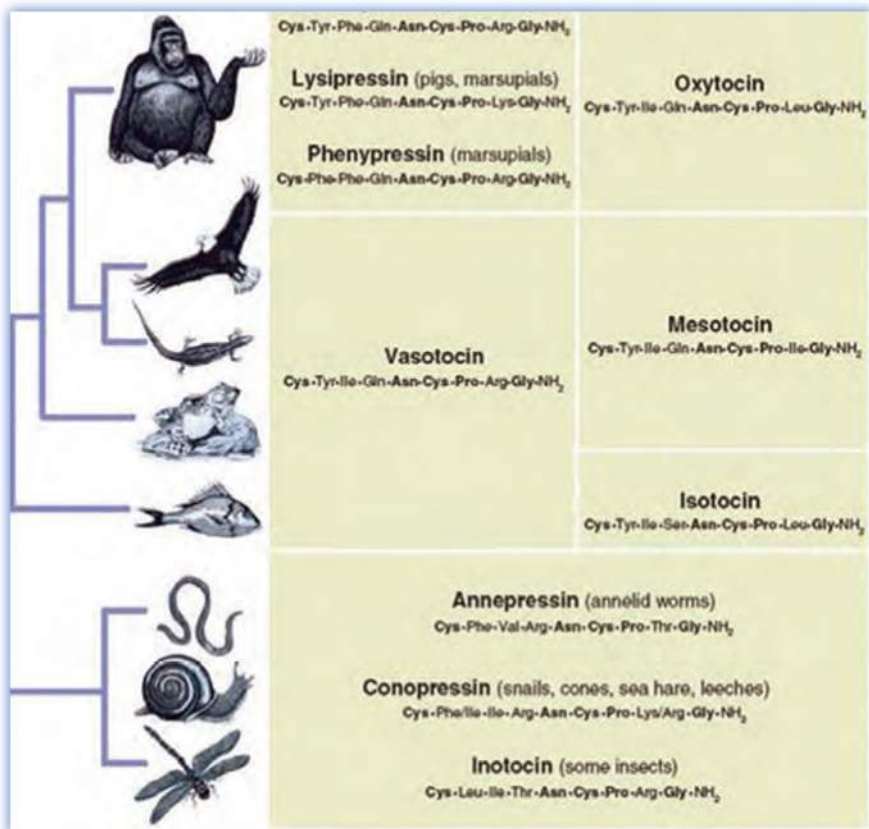 Cys-Tyr-Phe-Gln-Asn-Cys-Pro-Arg-Gly-NH2
Lysipressin (pigs, marsupials)
Cys-Tyr-Phe-Gln-Asn-Cys-Pro-Lys-Gly-NH2
Phenypressin (marsupials)
Cys-Phe-Phe-Gln-Asn-Cys-Pro-Arg-Gly-NH2
Oxytocin
Cys-Tyr-Ile-Gln-Asn-Cys-Pro-Leu-Gly-NH2
Vasotocin
Cys-Tyr-Ile-Gln-Asn-Cys-Pro-Arg-Gly-NH2
Mesotocin
Cys-Tyr-Ile-Gln-Asn-Cys-Pro-Ile-Gly-NH2
Isotocin
Cys-Tyr-Ile-Ser-Asn-Cys-Pro-Leu-Gly-NH2
Annepressin (annelid worms)
Cys-Phe-Val-Arg-Asn-Cys-Pro-Thr-Gly-NH2
Conopressin (snails, cones, sea hare, leeches)
Cys-Phe/Ile-Ile-Arg-Asn-Cys-Pro-Lys/Arg-Gly-NH2
Inotocin (some insects)
Cys-Leu-Ile-Thr-Asn-Cys-Pro-Arg-Gly-NH2